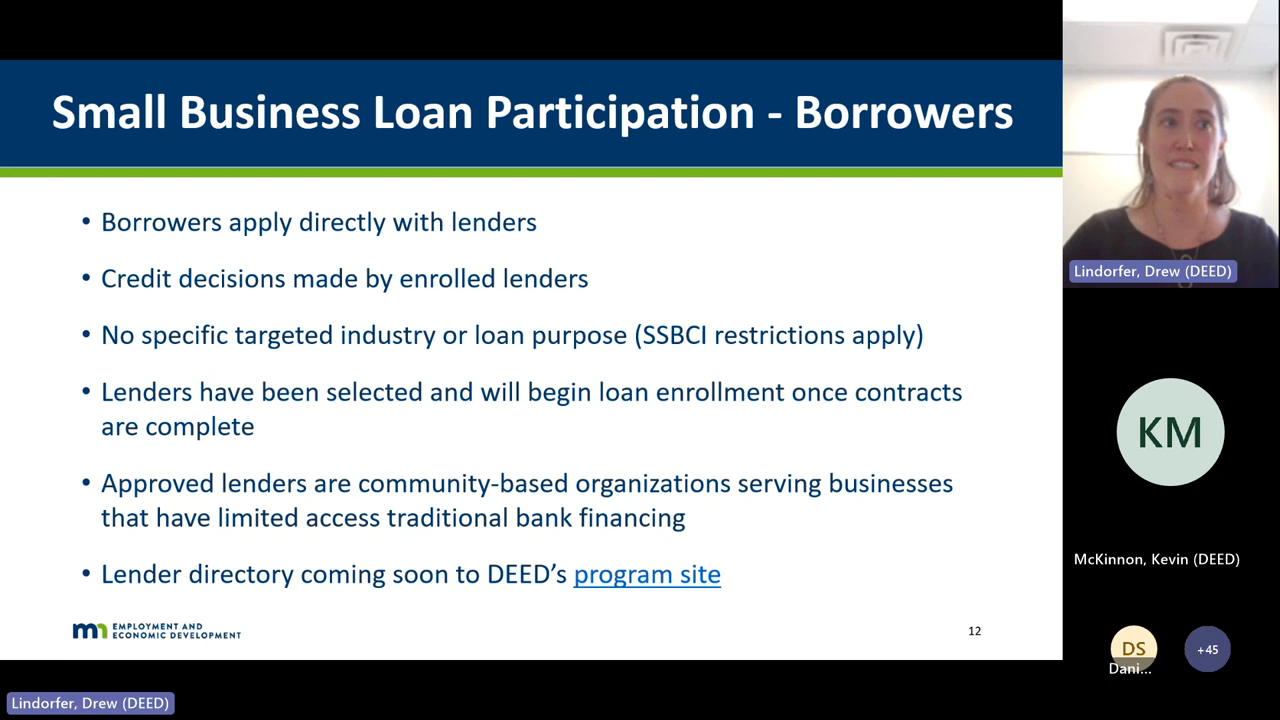 Small Business Loan Participation - Borrowers
• Borrowers apply directly with lenders
• Credit decisions made by enrolled lenders
• No specific targeted industry or loan purpose (SSBCI restrictions apply)
• Lenders have been selected and will begin loan enrollment once contracts
are complete
• Approved lenders are community-based organizations serving businesses
that have limited access traditional bank financing
• Lender directory coming soon to DEED’s program site
mn EMPLOYMENT AND
ECONOMIC DEVELOPMENT
12
Lindorfer, Drew (DEED)
KM
McKinnon, Kevin (DEED)
DS
Dani...
+45
Lindorfer, Drew (DEED)